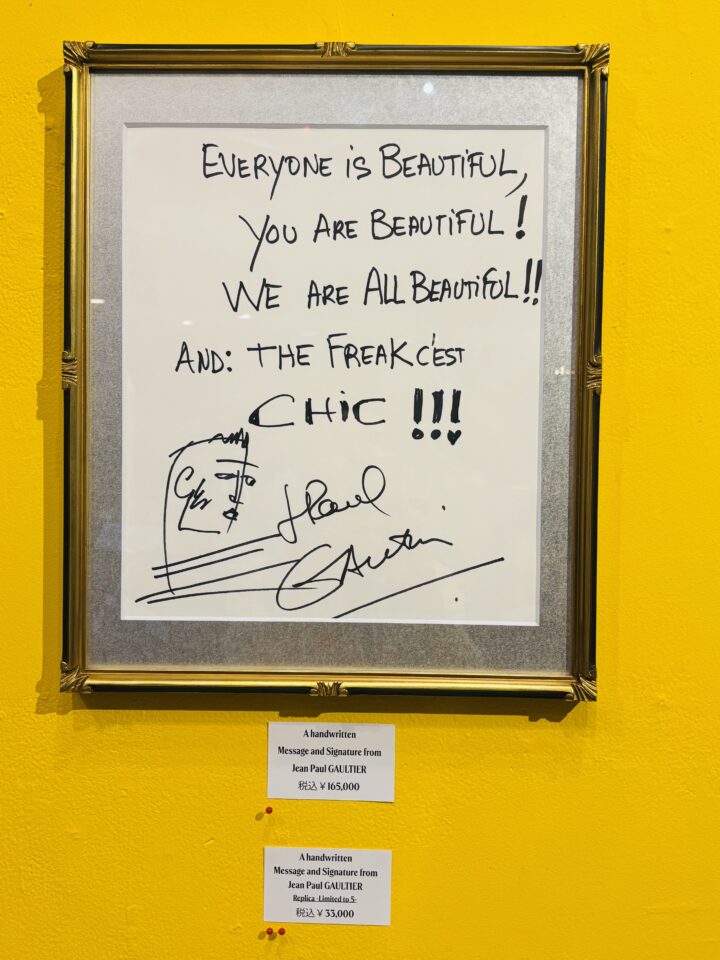 EVERYONE iS BEAUTiFUL,
YOU ARE BEAUTiFUL!
WE ARE ALL BEAUTiFUL!!
AND: THE FREAK C'EST
CHiC !!!
JPaul
GAultier
A handwritten
Message and Signature from
Jean Paul GAULTIER
税込 ¥ 165,000
A handwritten
Message and Signature from
Jean Paul GAULTIER
Replica -Limited to 5-
税込 ¥ 33,000